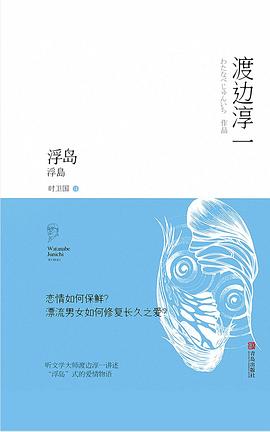 渡边淳一
わたなべじゅんいち 作品
浮岛
浮島
时卫国 译
Watanabe
Junichi
恋情如何保鲜?
漂流男女如何修复长久之爱?
听文学大师渡边淳一讲述
“浮岛”式的爱情物语
青岛出版社